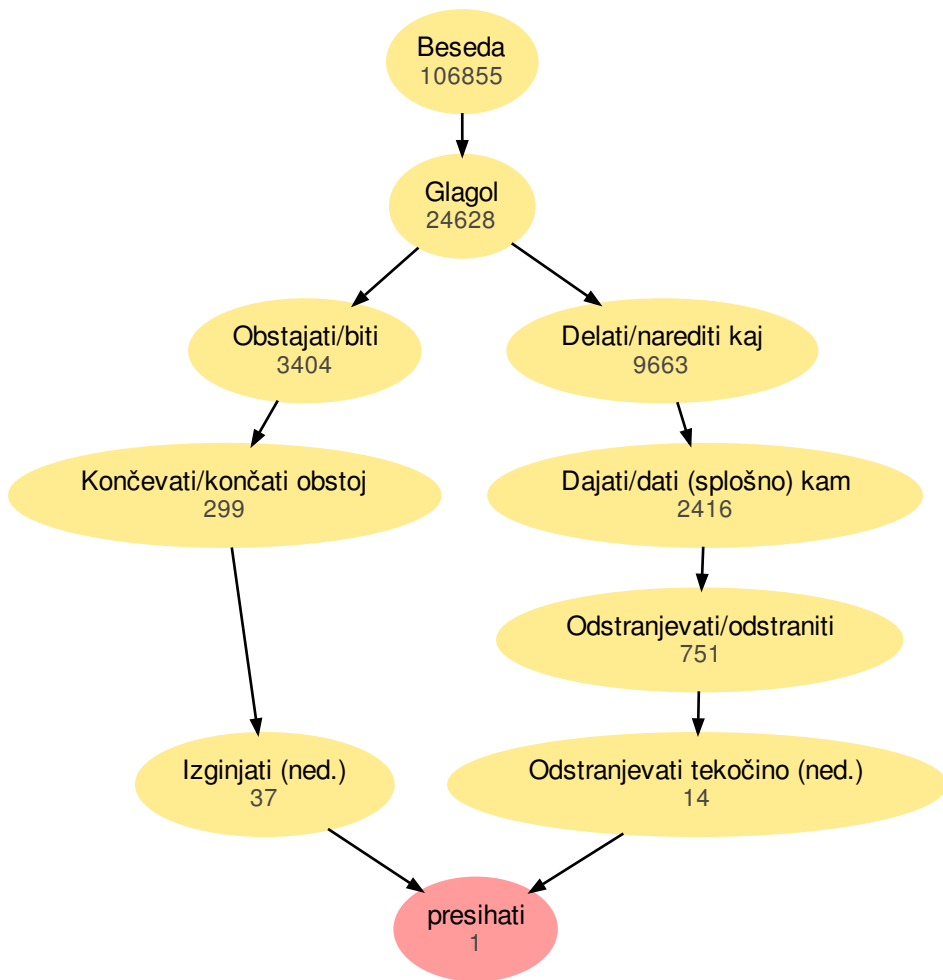 Beseda
106855
Glagol
24628
Obstajati/biti
3404
Delati/narediti kaj
9663
Končevati/končati obstoj
299
Dajati/dati (splošno) kam
2416
Odstranjevati/odstraniti
751
Izginjati (ned.)
37
Odstranjevati tekočino (ned.)
14
presihati
1